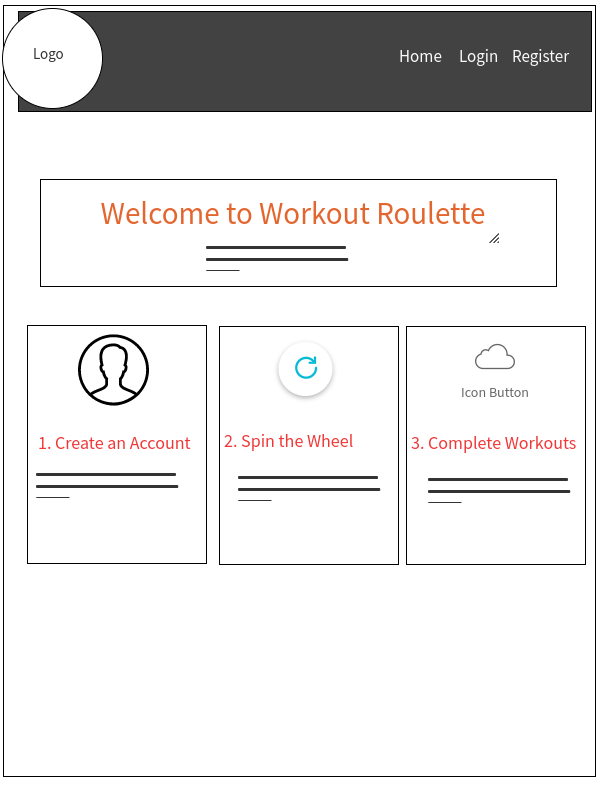 Logo
Home Login Register
Welcome to Workout Roulette
Icon Button
1. Create an Account
2. Spin the Wheel
3. Complete Workouts